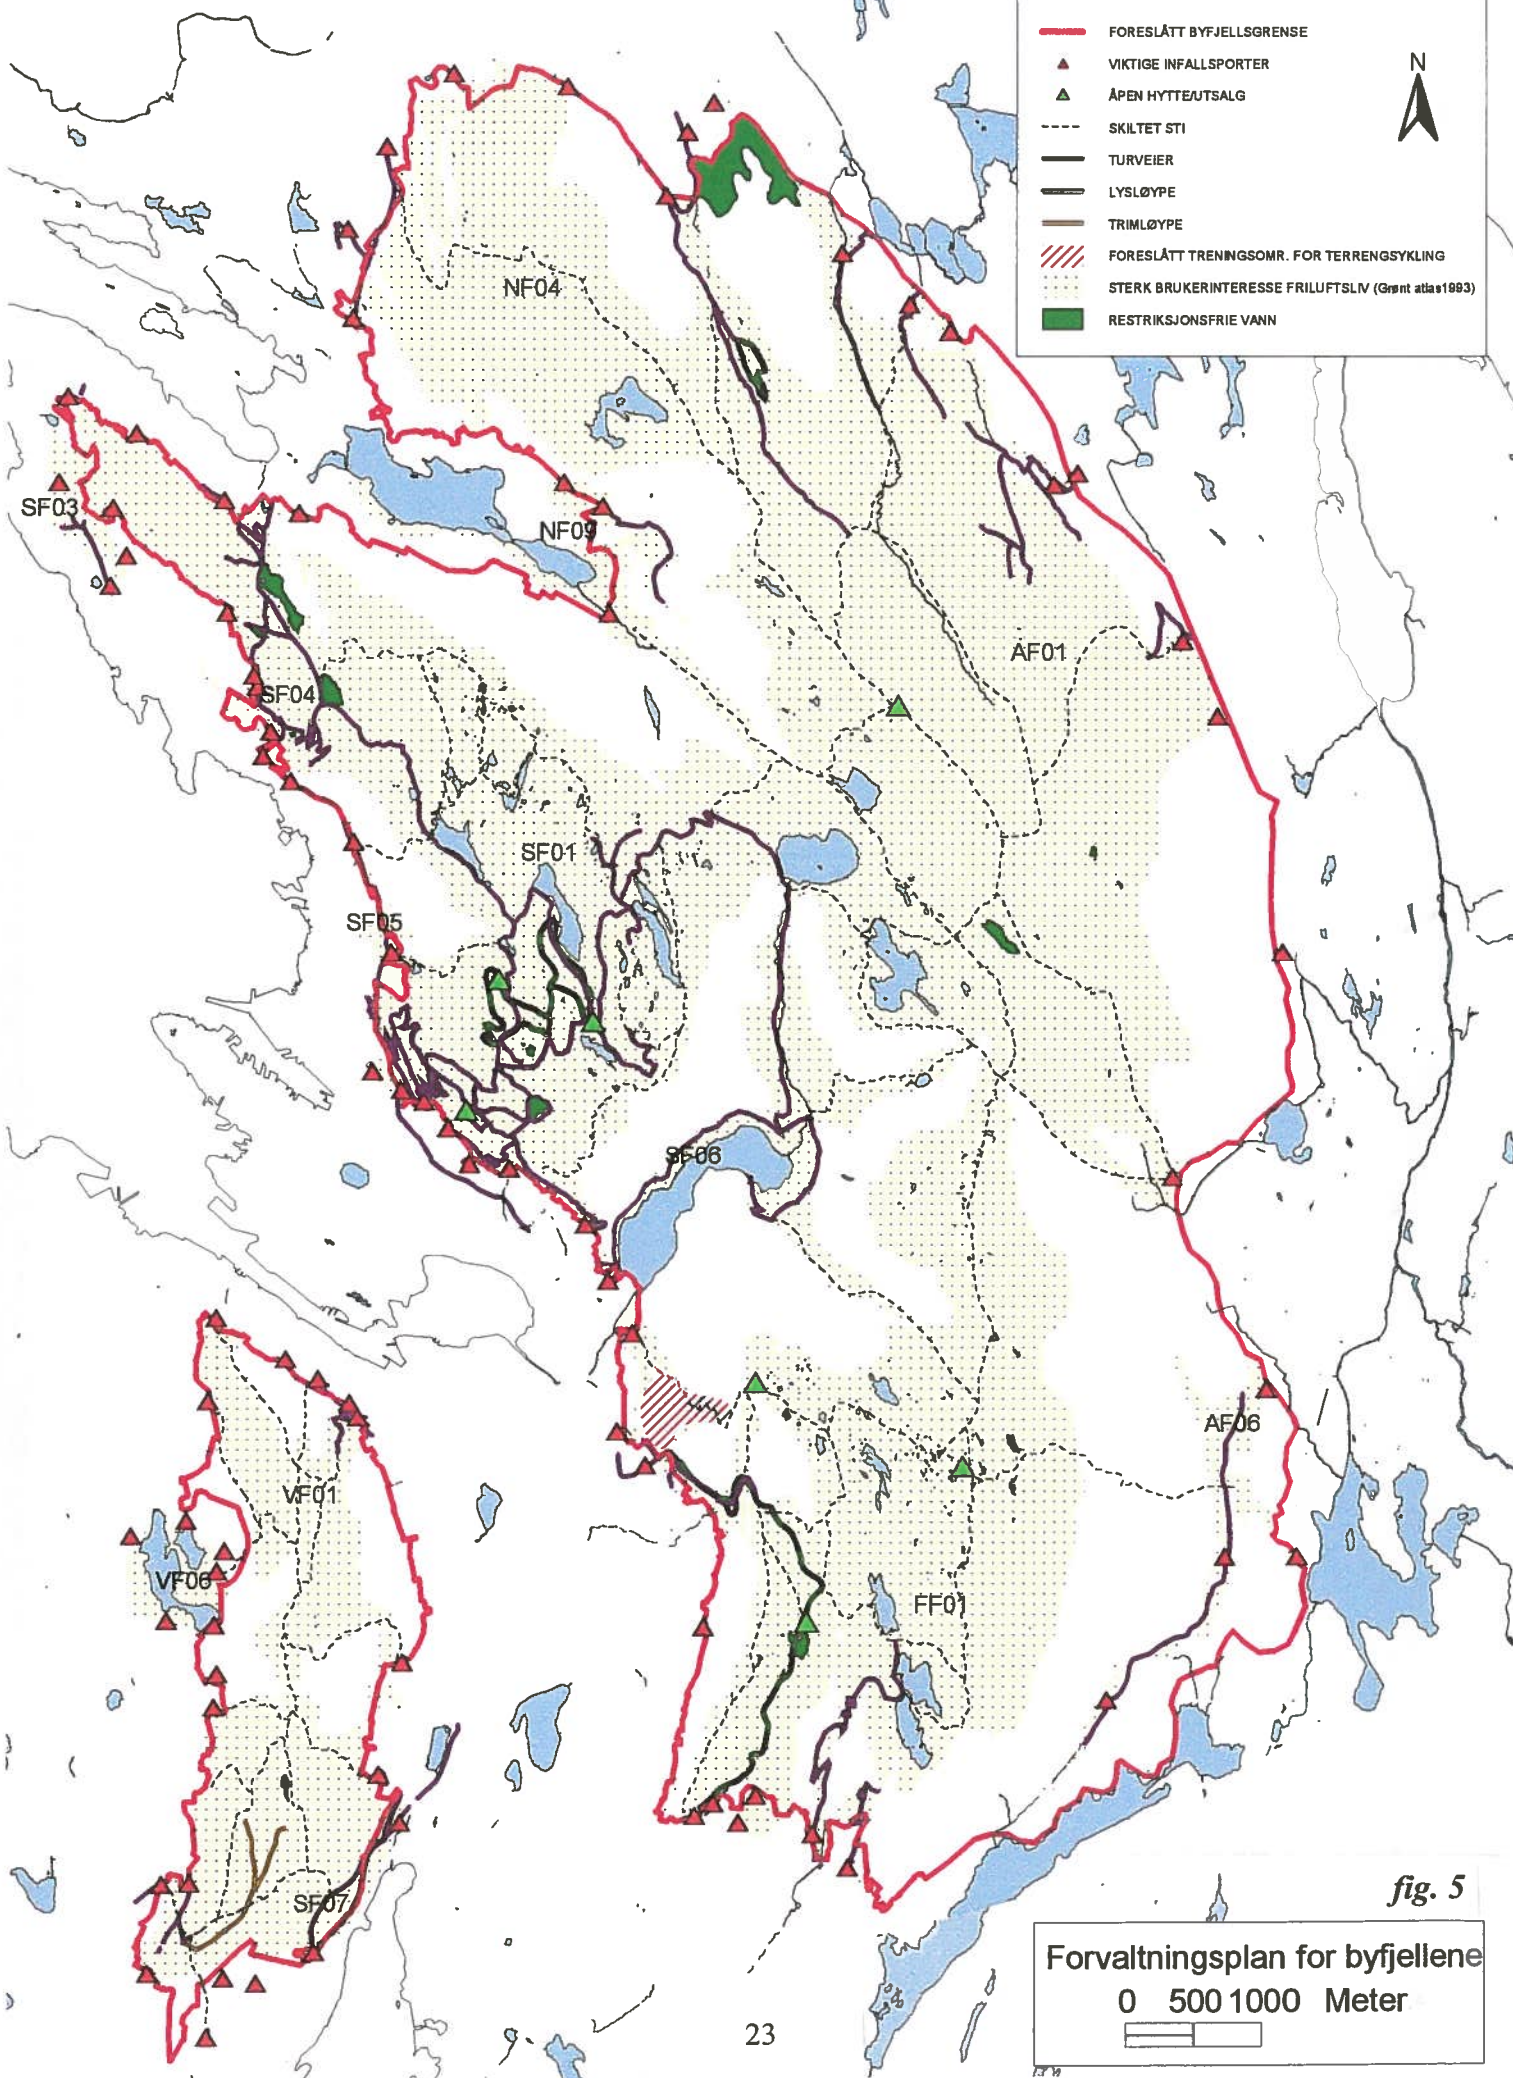 FORESLÅTT BYFJELLSGRENSE
VIKTIGE INFALLSPORTER
ÅPEN HYTTE/UTSALG
SKILTET STI
TURVEIER
LYSLØYPE
TRIMLØYPE
FORESLÅTT TRENINGSOMR. FOR TERRENGSYKLING
STERK BRUKERINTERESSE FRILUFTSLIV (Grønt atlas1993)
RESTRIKSJONSFRIE VANN
N
NF04
SF03
NF09
AF01
SF04
SF01
SF05
SF06
AF06
VF01
VF06
FF01
SF07
fig. 5
Forvaltningsplan for byfjellene
0 500 1000 Meter
23